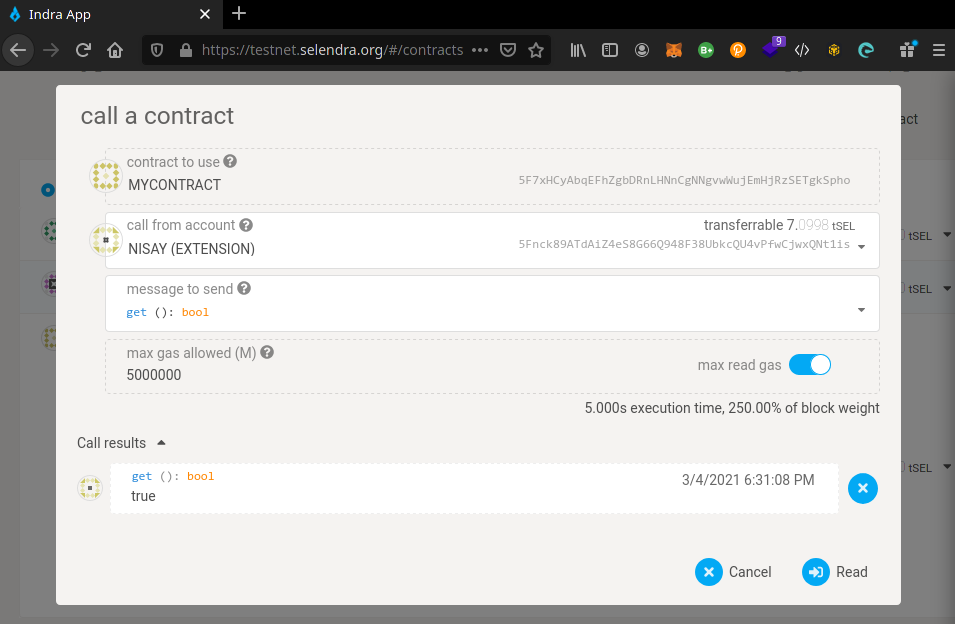 Indra App
https://testnet.selendra.org/#/contracts
9
B+
call a contract
contract to use
MYCONTRACT
5F7xHCyAbqEFhZgbDRnLHNnCgNNgvwWujEmHjRzSETgkSpho
call from account
transferrable 7.0998 tSEL
NISAY (EXTENSION)
5Fnck89ATdAiZ4eS8G66Q948F38UbkcQU4vPfwCjwxQNt1is
message to send
get (): bool
max gas allowed (M)
5000000
max read gas
5.000s execution time, 250.00% of block weight
Call results
get (): bool
true
3/4/2021 6:31:08 PM
Cancel
Read
tSEL
tSEL
tSEL